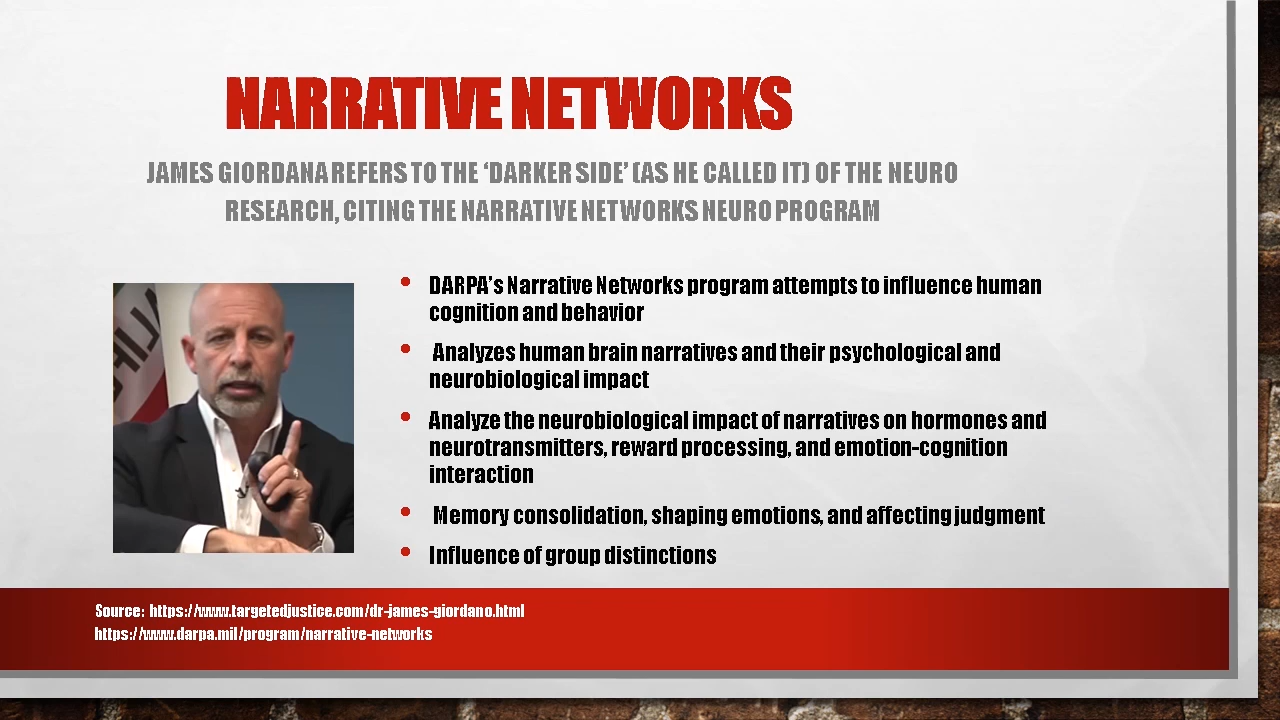 NARRATIVE NETWORKS
JAMES GIORDANA REFERS TO THE ‘DARKER SIDE’ (AS HE CALLED IT) OF THE NEURO
RESEARCH, CITING THE NARRATIVE NETWORKS NEURO PROGRAM
• DARPA’s Narrative Networks program attempts to influence human
cognition and behavior
• Analyzes human brain narratives and their psychological and
neurobiological impact
• Analyze the neurobiological impact of narratives on hormones and
neurotransmitters, reward processing, and emotion-cognition
interaction
• Memory consolidation, shaping emotions, and affecting judgment
• Influence of group distinctions
Source: https://www.targetedjustice.com/dr-james-giordano.html
https://www.darpa.mil/program/narrative-networks